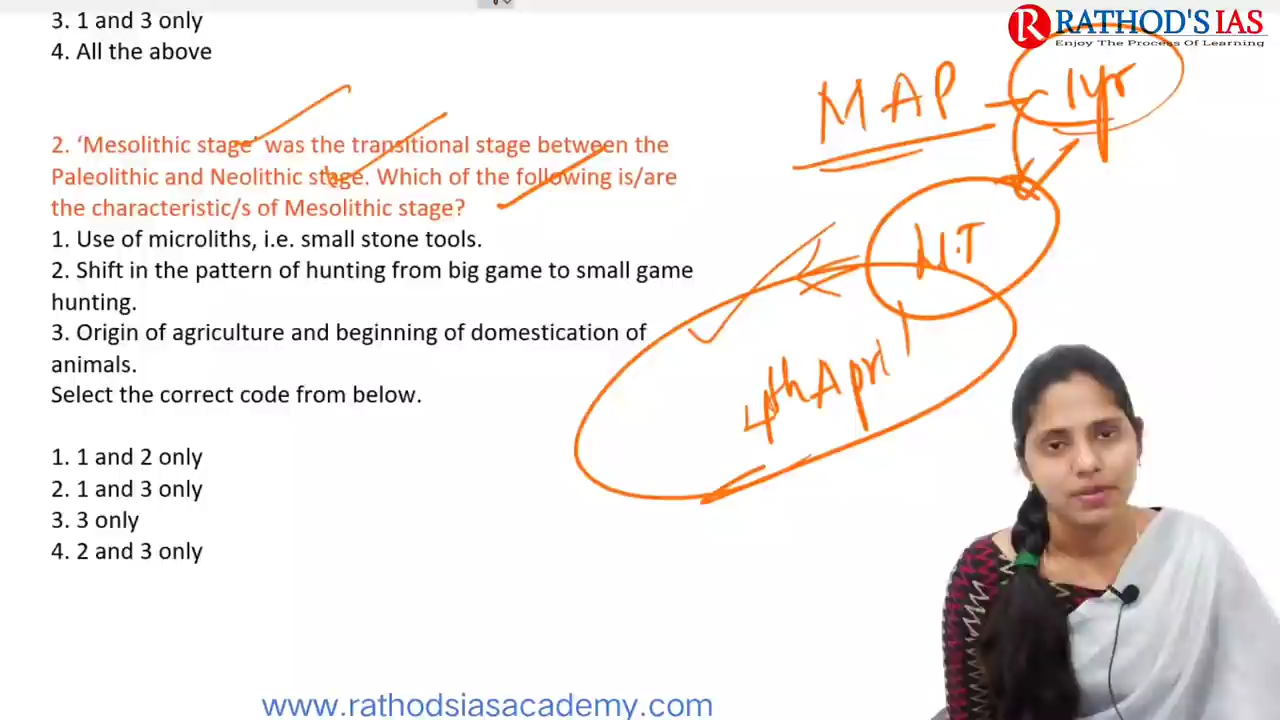 3. 1 and 3 only
4. All the above
RATHOD'S IAS
Enjoy The Process Of Learning
MAP - 1yr
2. 'Mesolithic stage' was the transitional stage between the
Paleolithic and Neolithic stage. Which of the following is/are
the characteristic/s of Mesolithic stage?
1. Use of microliths, i.e. small stone tools.
2. Shift in the pattern of hunting from big game to small game
hunting.
3. Origin of agriculture and beginning of domestication of
animals.
Select the correct code from below.
4th April
1. 1 and 2 only
2. 1 and 3 only
3. 3 only
4. 2 and 3 only
www.rathodsiasacademy.com